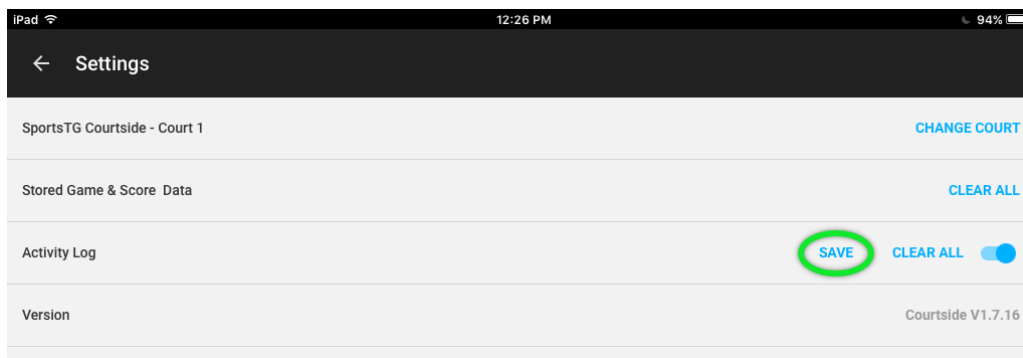 iPad 12:26 PM 94%
Settings
SportsTG Courtside - Court 1 CHANGE COURT
Stored Game & Score Data CLEAR ALL
Activity Log SAVE CLEAR ALL
Version Courtside V1.7.16